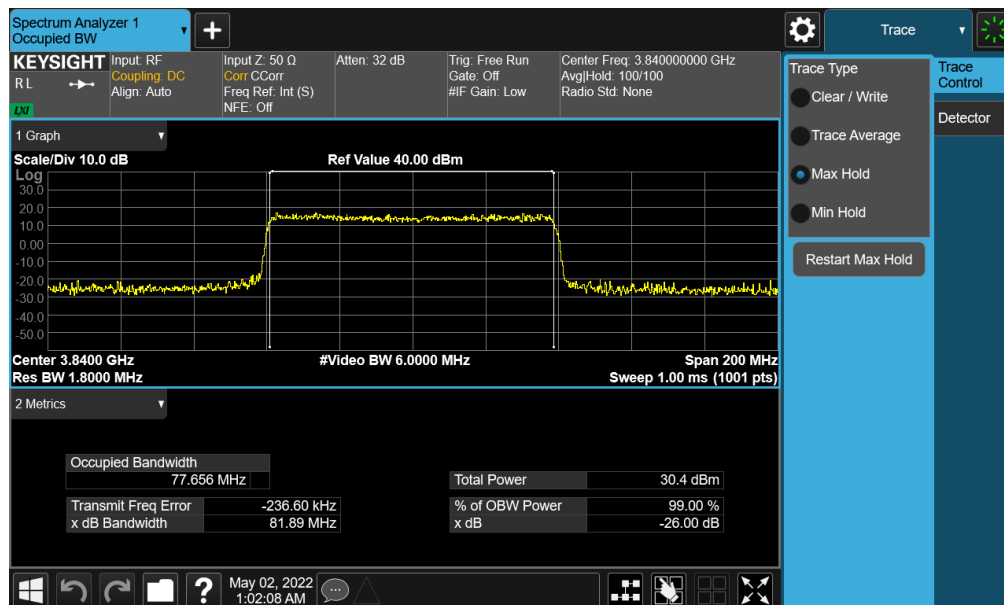 Spectrum Analyzer 1
Occupied BW
Trace
KEYSIGHT
RL
LXI
Input: RF
Coupling: DC
Align: Auto
Input Z: 50 Ω
Corr CCorr
Freq Ref: Int (S)
NFE: Off
Atten: 32 dB
Trig: Free Run
Gate: Off
#IF Gain: Low
Center Freq: 3.840000000 GHz
Avg|Hold: 100/100
Radio Std: None
1 Graph
Scale/Div 10.0 dB
Ref Value 40.00 dBm
Log
30.0
20.0
10.0
0.00
-10.0
-20.0
-30.0
-40.0
-50.0
Center 3.8400 GHz
#Video BW 6.0000 MHz
Span 200 MHz
Res BW 1.8000 MHz
Sweep 1.00 ms (1001 pts)
2 Metrics
Occupied Bandwidth
77.656 MHz
Total Power 30.4 dBm
Transmit Freq Error -236.60 kHz
% of OBW Power 99.00 %
x dB Bandwidth 81.89 MHz
x dB -26.00 dB
Trace Type
Clear / Write
Trace Average
Max Hold
Min Hold
Restart Max Hold
Trace
Control
Detector
?
May 02, 2022
1:02:08 AM